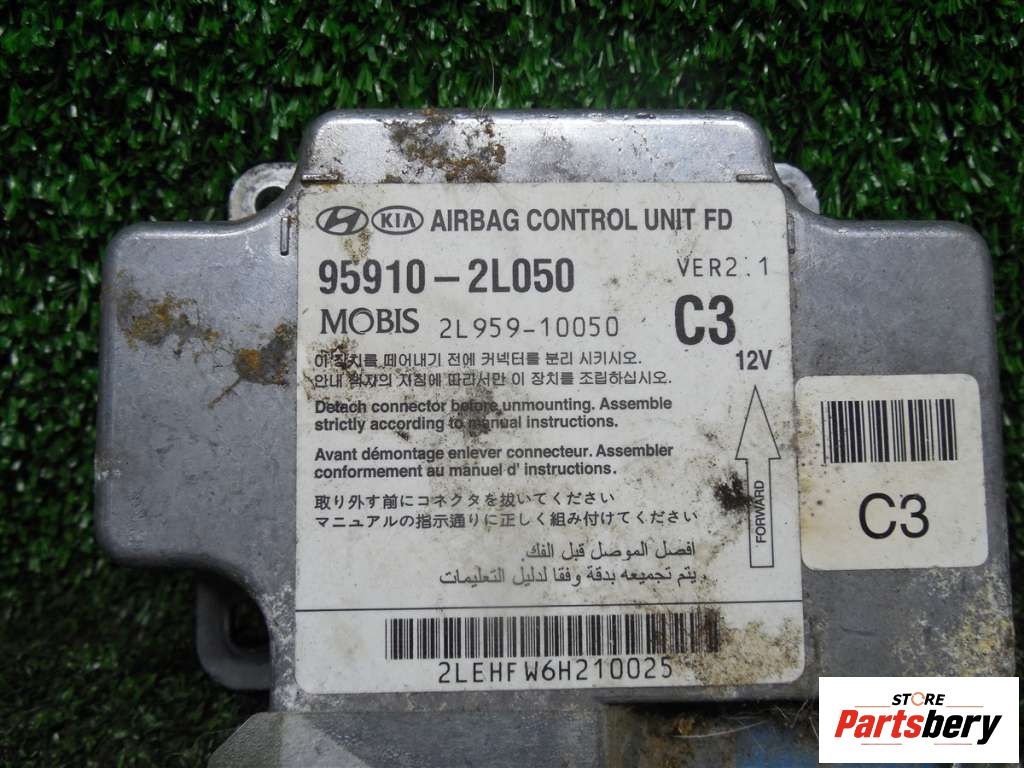 KIA AIRBAG CONTROL UNIT FD
95910-2L050 VER2.1
MOBIS 2L959-10050 C3
12V
이 장치를 떼어내기 전에 커넥터를 분리 시키시오.
안내 책자의 지침에 따라서만 이 장치를 조립하십시오.
Detach connector before unmounting. Assemble
strictly according to manual instructions.
Avant démontage enlever connecteur. Assembler
conformement au manuel d' instructions.
取り外す前にコネクタを抜いてください
マニュアルの指示通りに正しく組み付けてください
افصل الموصل قبل الفك.
يتم تجميعه بدقة وفقا لدليل التعليمات.
FORWARD
2LEHFW6H210025
C3
STORE
Partsbery